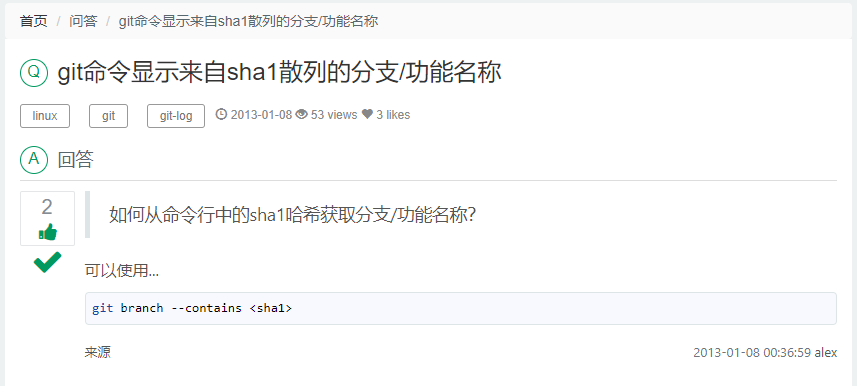 首页 / 问答 / git命令显示来自sha1散列的分支/功能名称
Q git命令显示来自sha1散列的分支/功能名称
linux git git-log 2013-01-08 53 views 3 likes
A 回答
2
如何从命令行中的sha1哈希获取分支/功能名称?
可以使用...
git branch --contains <sha1>
来源 2013-01-08 00:36:59 alex